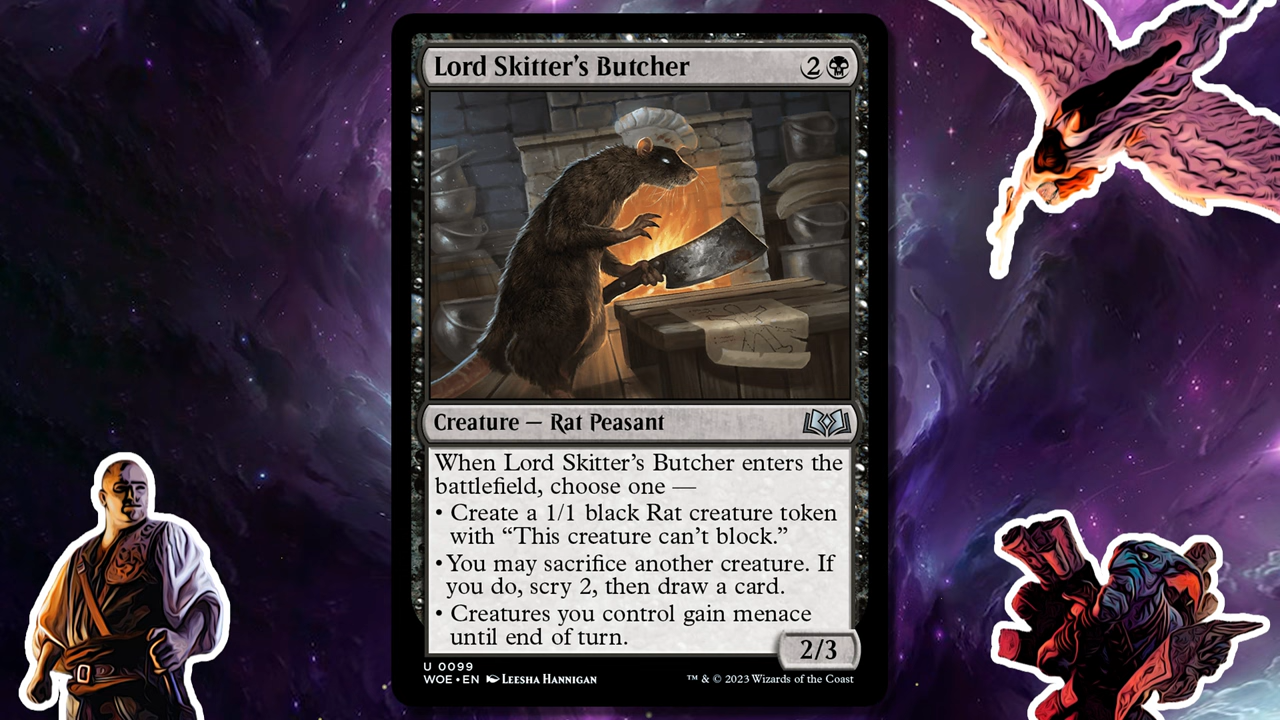 Lord Skitter's Butcher 2
Creature — Rat Peasant
When Lord Skitter's Butcher enters the
battlefield, choose one —
• Create a 1/1 black Rat creature token
with “This creature can't block.”
• You may sacrifice another creature. If
you do, scry 2, then draw a card.
• Creatures you control gain menace
until end of turn.
2/3
U 0099
WOE • EN LEESHA HANNIGAN
™ & © 2023 Wizards of the Coast